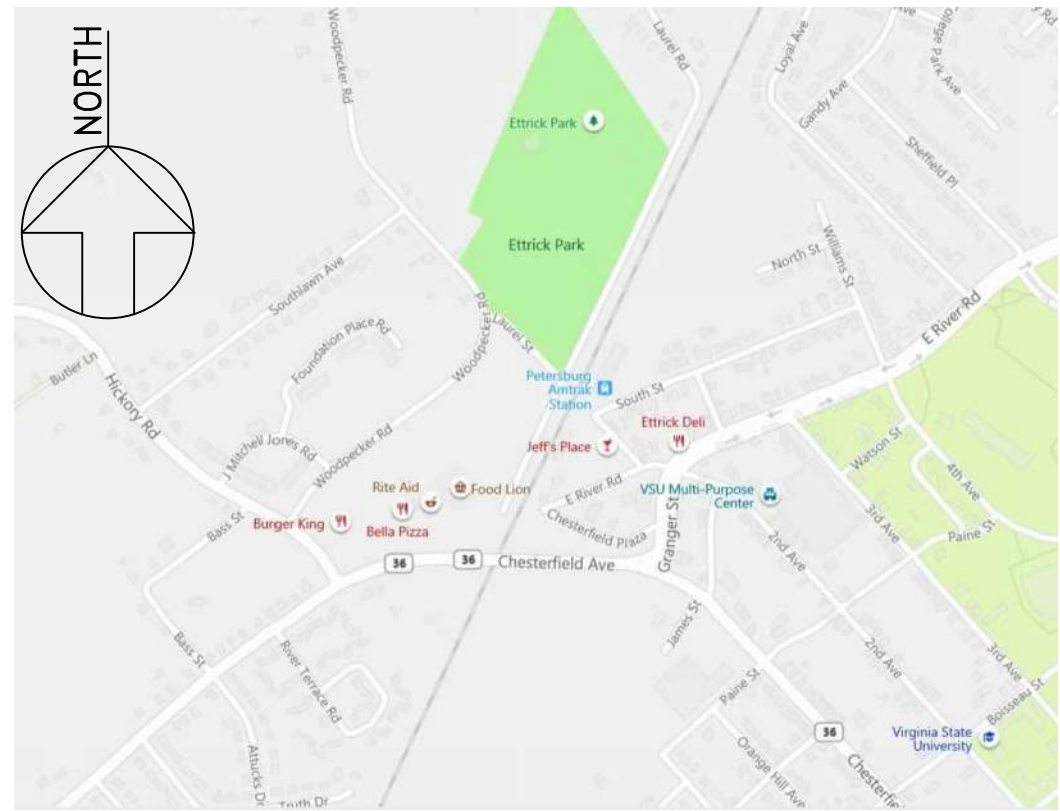 NORTH
Woodpecker Rd
Laurel Rd
Loyal Ave
College Park Ave
Gandy Ave
Sheffield Pl
Ettrick Park
Ettrick Park
Williams St
North St
Southlawn Ave
E River Rd
Woodpecker Rd
Laurel St
Foundation Place Rd
Butler Ln
Hickory Rd
Petersburg
Amtrak
Station
South St
Ettrick Deli
Jeff's Place
J Mitchell Jones Rd
Woodpecker Rd
Watson St
4th Ave
Rite Aid
Food Lion
E River Rd
VSU Multi-Purpose
Center
Bass St
Burger King
Bella Pizza
Chesterfield Plaza
Granger St
3rd Ave
Paine St
2nd Ave
36
36
Chesterfield Ave
James St
Bass St
River Terrace Rd
2nd Ave
3rd Ave
Paine St
Boisseau St
36
Virginia State
University
Attucks Dr
Orange Hill Ave
Truth Dr